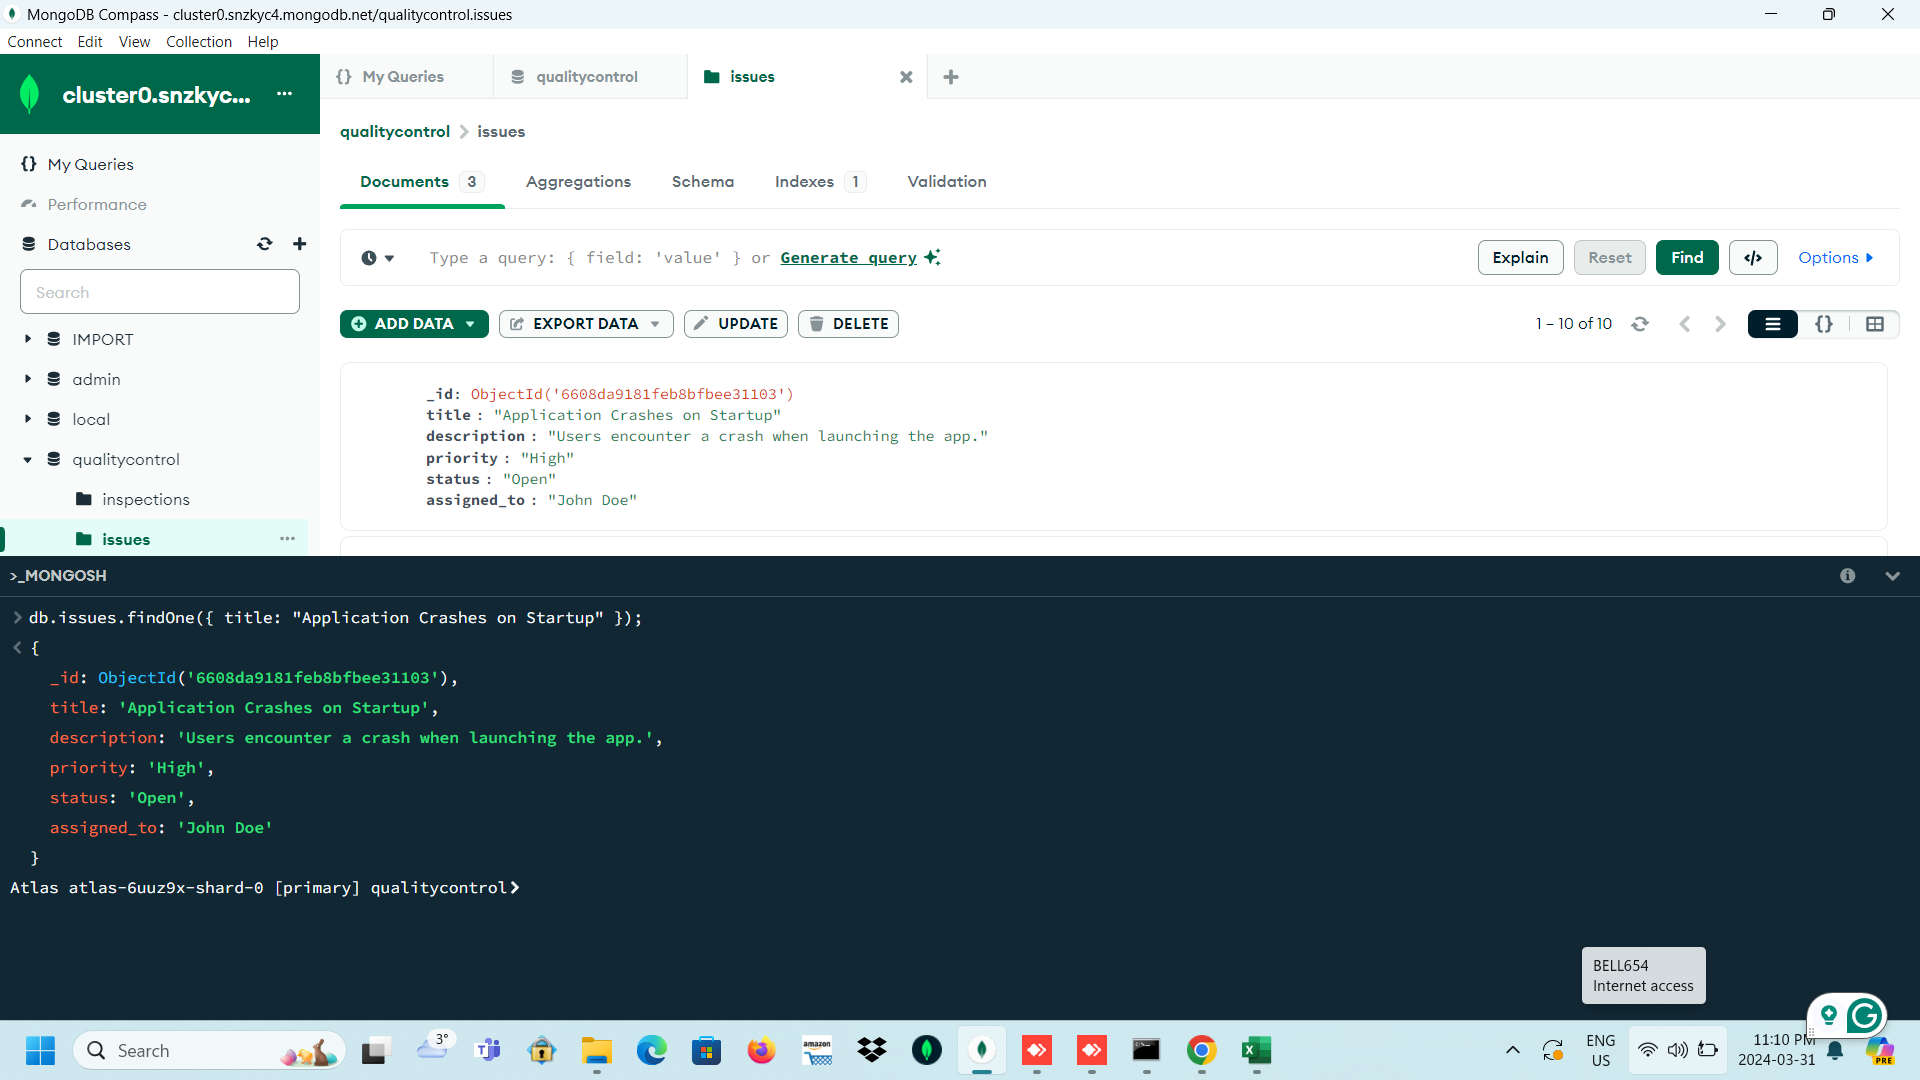 MongoDB Compass - cluster0.snzkyc4.mongodb.net/qualitycontrol.issues
Connect Edit View Collection Help
cluster0.snzkyc... ...
{} My Queries
qualitycontrol
issues
qualitycontrol > issues
My Queries
Performance
Databases
Search
IMPORT
admin
local
qualitycontrol
inspections
issues ...
Documents 3 Aggregations Schema Indexes 1 Validation
Type a query: { field: 'value' } or Generate query
Explain Reset Find </> Options
ADD DATA EXPORT DATA UPDATE DELETE
1 – 10 of 10 {}
_id: ObjectId('6608da9181feb8bfbee31103')
title : "Application Crashes on Startup"
description : "Users encounter a crash when launching the app."
priority : "High"
status : "Open"
assigned_to : "John Doe"
>_MONGOSH
> db.issues.findOne({ title: "Application Crashes on Startup" });
< {
_id: ObjectId('6608da9181feb8bfbee31103'),
title: 'Application Crashes on Startup',
description: 'Users encounter a crash when launching the app.',
priority: 'High',
status: 'Open',
assigned_to: 'John Doe'
}
Atlas atlas-6uuz9x-shard-0 [primary] qualitycontrol>
BELL654
Internet access
Search
3°
amazon
ENG
US
11:10 PM
2024-03-31
PRE